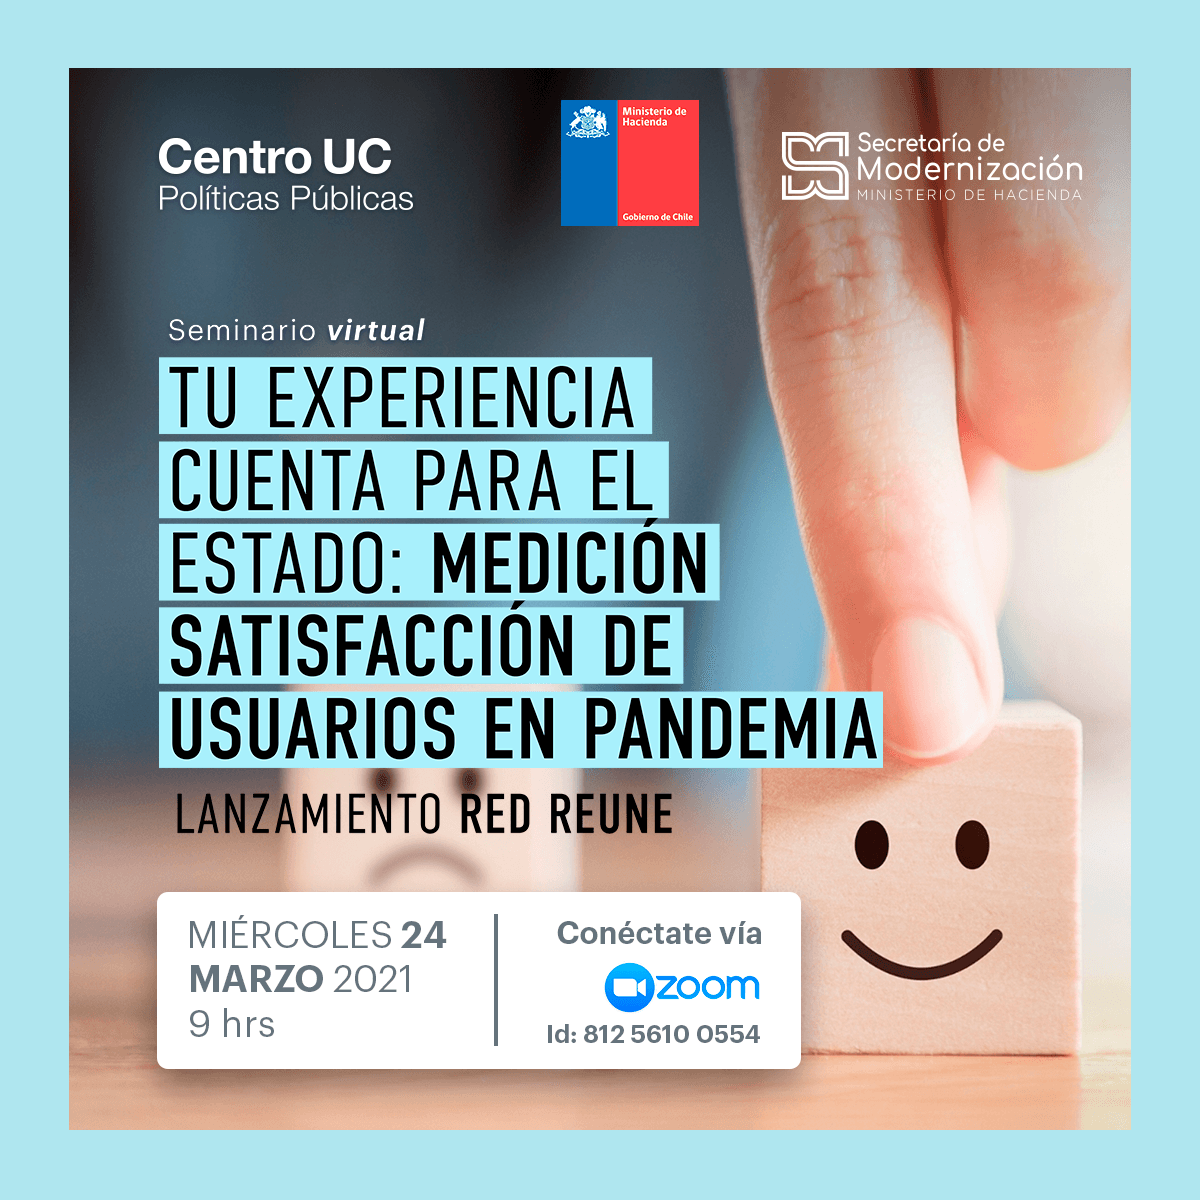 Centro UC
Políticas Públicas
Ministerio de
Hacienda
Gobierno de Chile
Secretaría de
Modernización
MINISTERIO DE HACIENDA
Seminario virtual
TU EXPERIENCIA
CUENTA PARA EL
ESTADO: MEDICIÓN
SATISFACCIÓN DE
USUARIOS EN PANDEMIA
LANZAMIENTO RED REUNE
MIÉRCOLES 24
MARZO 2021
9 hrs
Conéctate vía
zoom
Id: 812 5610 0554